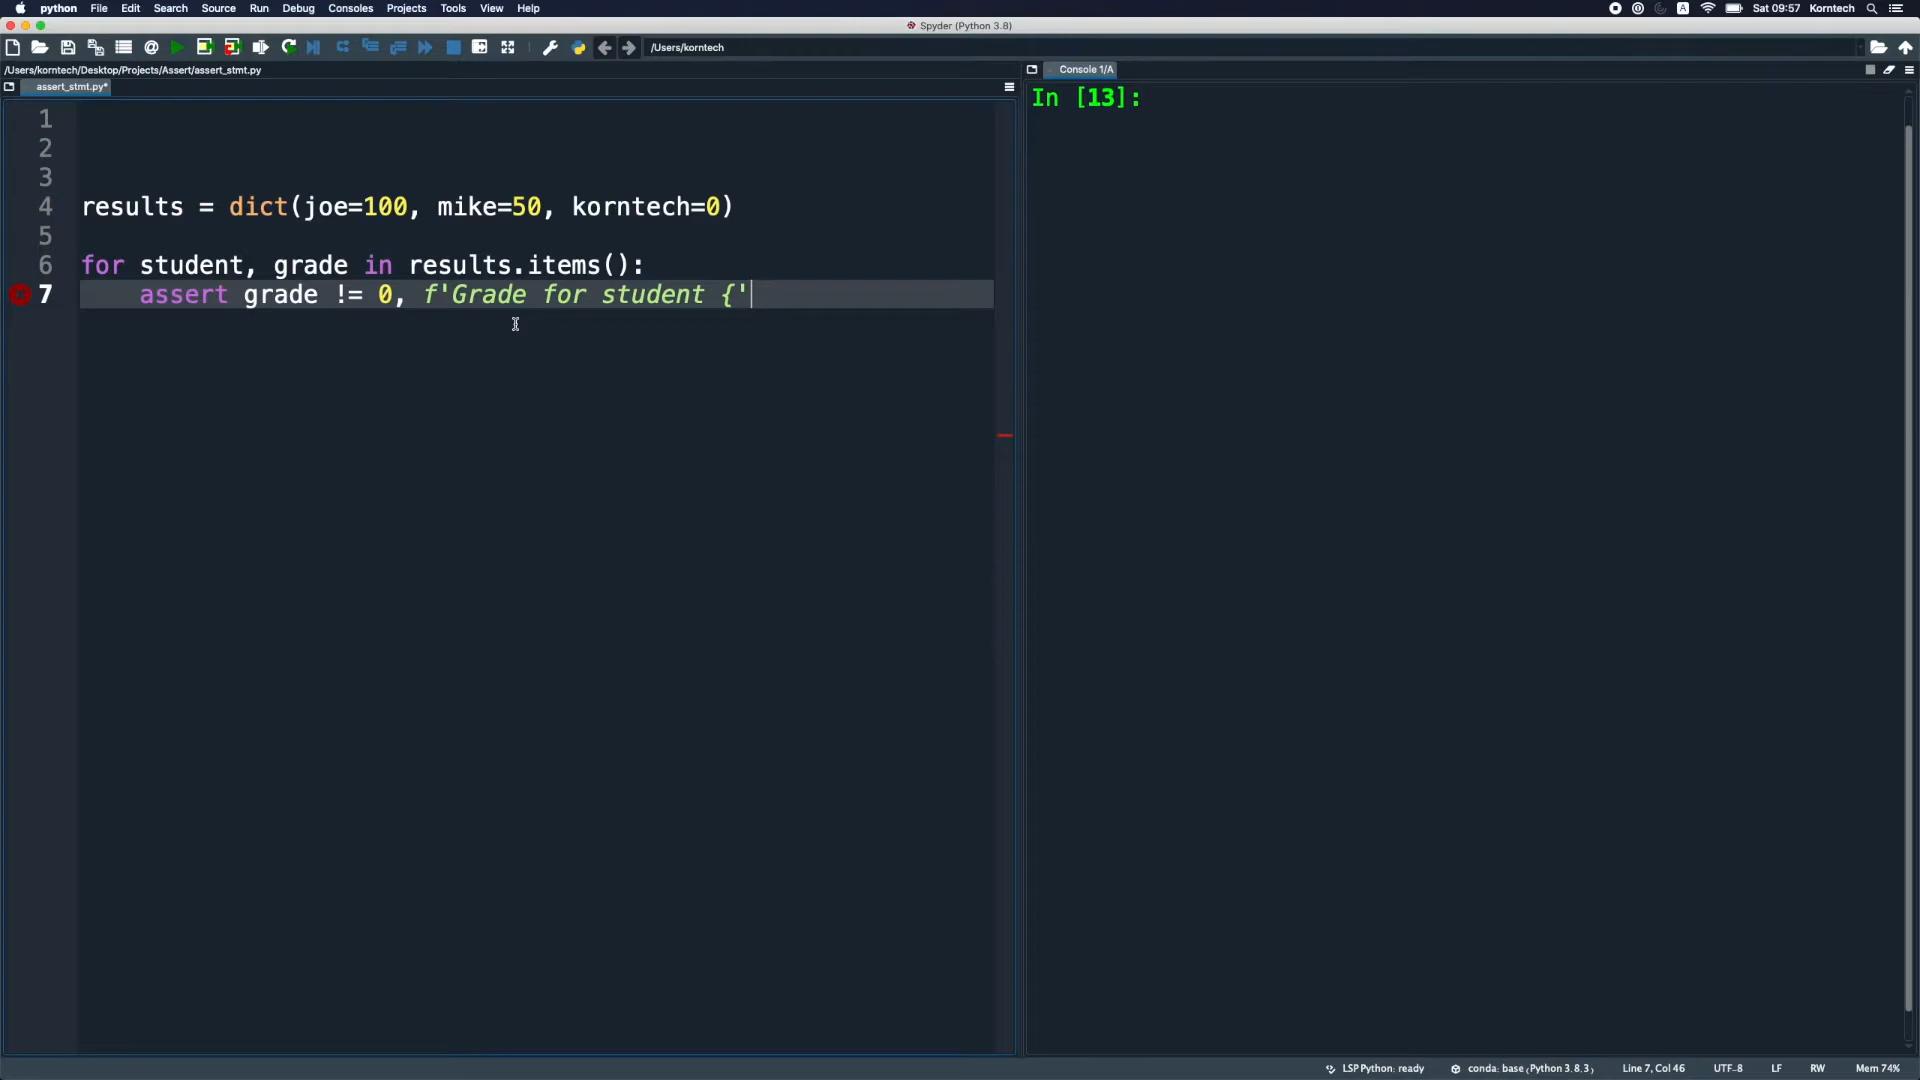 python File Edit Search Source Run Debug Consoles Projects Tools View Help A Sat 09:57 Korntech
Spyder (Python 3.8)
/Users/korntech
/Users/korntech/Desktop/Projects/Assert/assert_stmt.py
Console 1/A
assert_stmt.py*
In [13]:
1
2
3
4 results = dict(joe=100, mike=50, korntech=0)
5
6 for student, grade in results.items():
7 assert grade != 0, f'Grade for student {'
LSP Python: ready conda: base (Python 3.8.3) Line 7, Col 46 UTF-8 LF RW Mem 74%